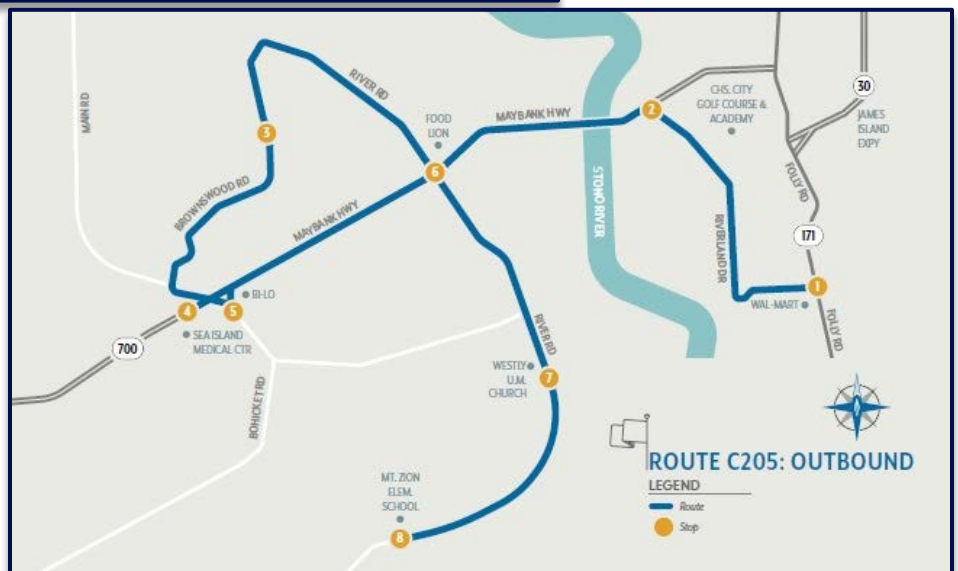 MAIN RD
RIVER RD
3
BROWNSWOOD RD
FOOD
LION
6
MAYBANK HWY
MAYBANK HWY
2
CHS. CITY
GOLF COURSE &
ACADEMY
30
JAMES
ISLAND
EXPY
FOLLY RD
STONO RIVER
171
RIVERLAND DR
1
WAL-MART
FOLLY RD
BI-LO
4
5
SEA ISLAND
MEDICAL CTR
700
BOHICKET RD
RIVER RD
WESTLY
U.M.
CHURCH
7
MT. ZION
ELEM.
SCHOOL
8
ROUTE C205: OUTBOUND
LEGEND
Route
Stop